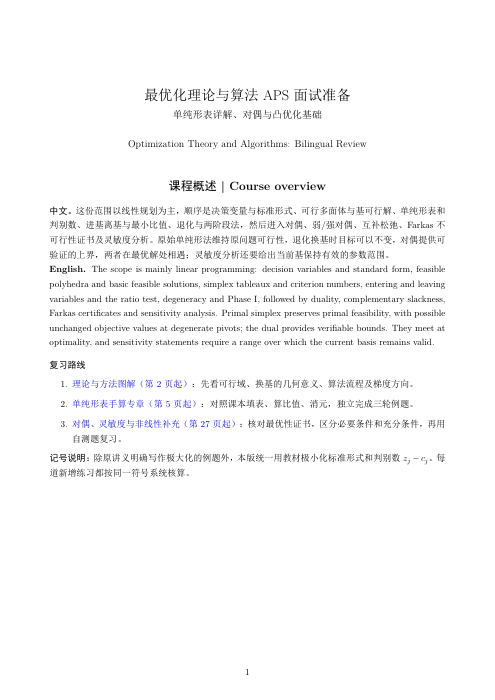 最优化理论与算法 APS 面试准备
单纯形表详解、对偶与凸优化基础
Optimization Theory and Algorithms: Bilingual Review
课程概述 | Course overview
中文。这份范围以线性规划为主，顺序是决策变量与标准形式、可行多面体与基可行解、单纯形表和
判别数、进基离基与最小比值、退化与两阶段法，然后进入对偶、弱/强对偶、互补松弛、Farkas 不
可行性证书及灵敏度分析。原始单纯形法维持原问题可行性，退化换基时目标可以不变，对偶提供可
验证的上界，两者在最优解处相遇；灵敏度分析还要给出当前基保持有效的参数范围。
English. The scope is mainly linear programming: decision variables and standard form, feasible
polyhedra and basic feasible solutions, simplex tableaux and criterion numbers, entering and leaving
variables and the ratio test, degeneracy and Phase I, followed by duality, complementary slackness,
Farkas certificates and sensitivity analysis. Primal simplex preserves primal feasibility, with possible
unchanged objective values at degenerate pivots; the dual provides verifiable bounds. They meet at
optimality, and sensitivity statements require a range over which the current basis remains valid.
复习路线
1. 理论与方法图解（第 2 页起）：先看可行域、换基的几何意义、算法流程及梯度方向。
2. 单纯形表手算专章（第 5 页起）：对照课本填表、算比值、消元，独立完成三轮例题。
3. 对偶、灵敏度与非线性补充（第 27 页起）：核对最优性证书，区分必要条件和充分条件，再用
自测题复习。
记号说明：除原讲义明确写作极大化的例题外，本版统一用教材极小化标准形式和判别数 z_j − c_j。每
道新增练习都按同一符号系统核算。
1